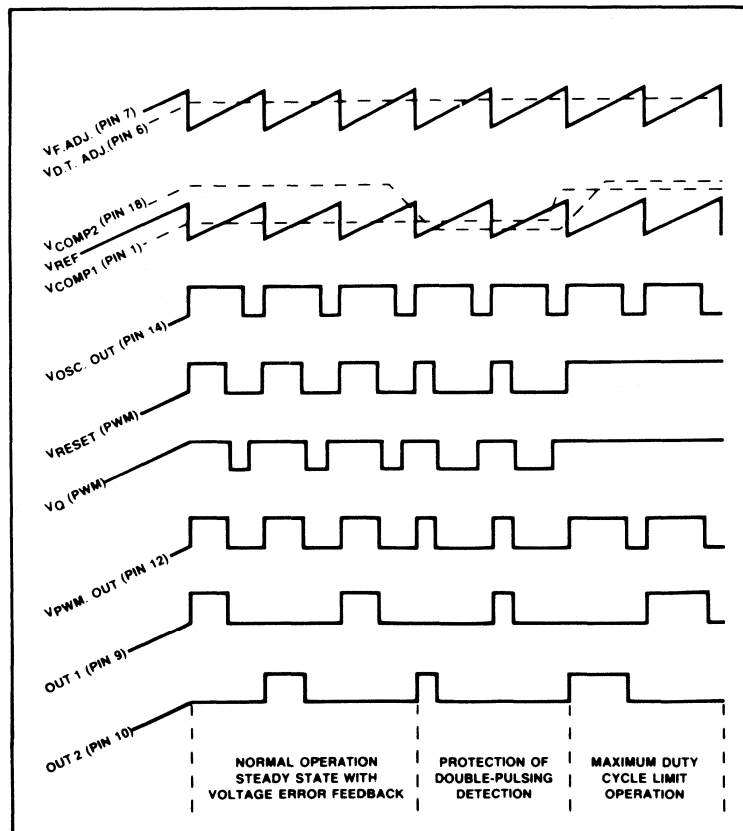 VF.ADJ. (PIN 7)
VD.T. ADJ.(PIN 6)
VCOMP2 (PIN 18)
VREF
VCOMP1 (PIN 1)
VOSC. OUT (PIN 14)
VRESET (PWM)
VQ (PWM)
VPWM. OUT (PIN 12)
OUT 1 (PIN 9)
OUT 2 (PIN 10)
NORMAL OPERATION
STEADY STATE WITH
VOLTAGE ERROR FEEDBACK
PROTECTION OF
DOUBLE-PULSING
DETECTION
MAXIMUM DUTY
CYCLE LIMIT
OPERATION